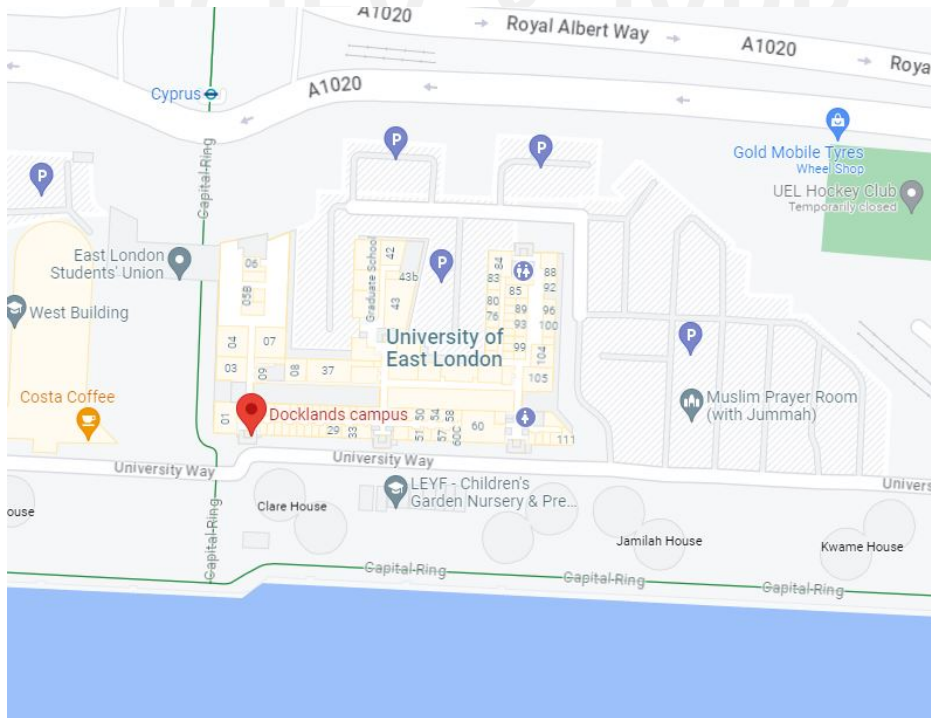 A1020
Royal Albert Way
A1020
Roya
Cyprus
A1020
P
P
Gold Mobile Tyres
Wheel Shop
P
Capital Ring
UEL Hockey Club
Temporarily closed
East London
Students' Union
06
05B
Graduate School
42
43b
43
P
84
83
85
88
92
80
76
89
93
96
100
99
104
105
West Building
04
07
03
09
08
37
University of
East London
P
Muslim Prayer Room
(with Jummah)
Costa Coffee
01
Docklands campus
29
33
51
50
54
57
58
60C
60
111
University Way
University Way
Univers
LEYF - Children's
Garden Nursery & Pre...
ouse
Clare House
Capital Ring
Jamilah House
Kwame House
Capital Ring
Capital Ring
Capital Ring